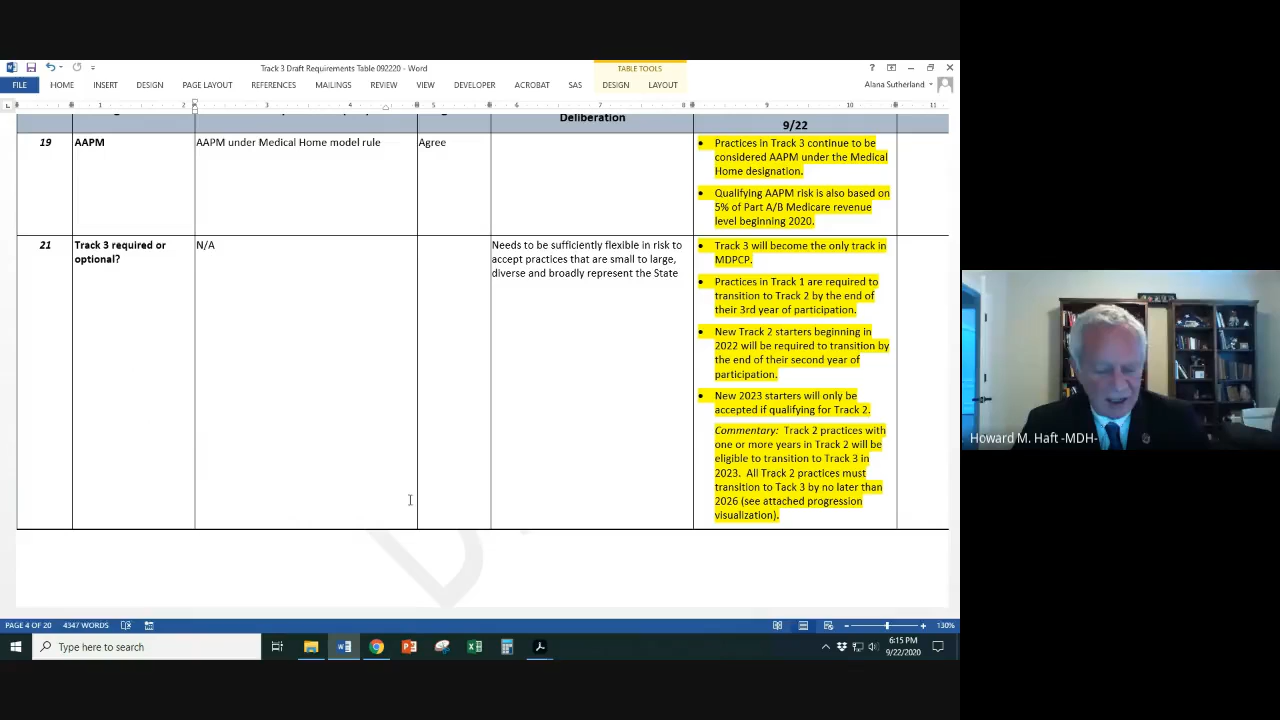 Track 3 Draft Requirements Table 092220 - Word
TABLE TOOLS
FILE HOME INSERT DESIGN PAGE LAYOUT REFERENCES MAILINGS REVIEW VIEW DEVELOPER ACROBAT SAS DESIGN LAYOUT Alana Sutherland
2 3 4 5 6 7 8 9 10 11
Deliberation
9/22
19 AAPM AAPM under Medical Home model rule Agree
• Practices in Track 3 continue to be
considered AAPM under the Medical
Home designation.
• Qualifying AAPM risk is also based on
5% of Part A/B Medicare revenue
level beginning 2020.
21 Track 3 required or
optional?
N/A
Needs to be sufficiently flexible in risk to
accept practices that are small to large,
diverse and broadly represent the State
• Track 3 will become the only track in
MDPCP.
• Practices in Track 1 are required to
transition to Track 2 by the end of
their 3rd year of participation.
• New Track 2 starters beginning in
2022 will be required to transition by
the end of their second year of
participation.
• New 2023 starters will only be
accepted if qualifying for Track 2.
Commentary: Track 2 practices with
one or more years in Track 2 will be
eligible to transition to Track 3 in
2023. All Track 2 practices must
transition to Tack 3 by no later than
2026 (see attached progression
visualization).
Howard M. Haft -MDH-
PAGE 4 OF 20 4347 WORDS
130%
Type here to search
6:15 PM
9/22/2020